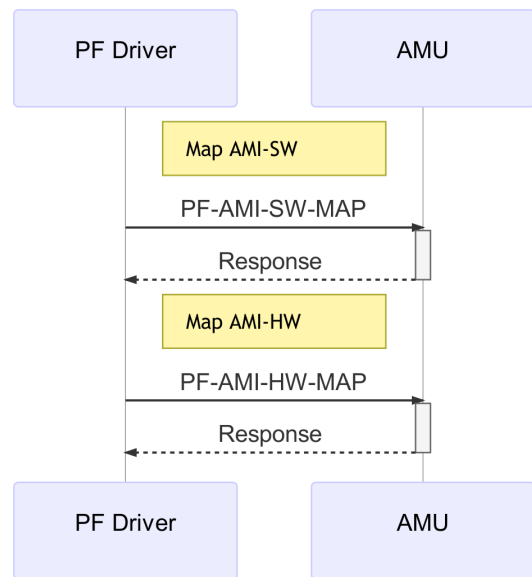 PF Driver
AMU
Map AMI-SW
PF-AMI-SW-MAP
Response
Map AMI-HW
PF-AMI-HW-MAP
Response
PF Driver
AMU